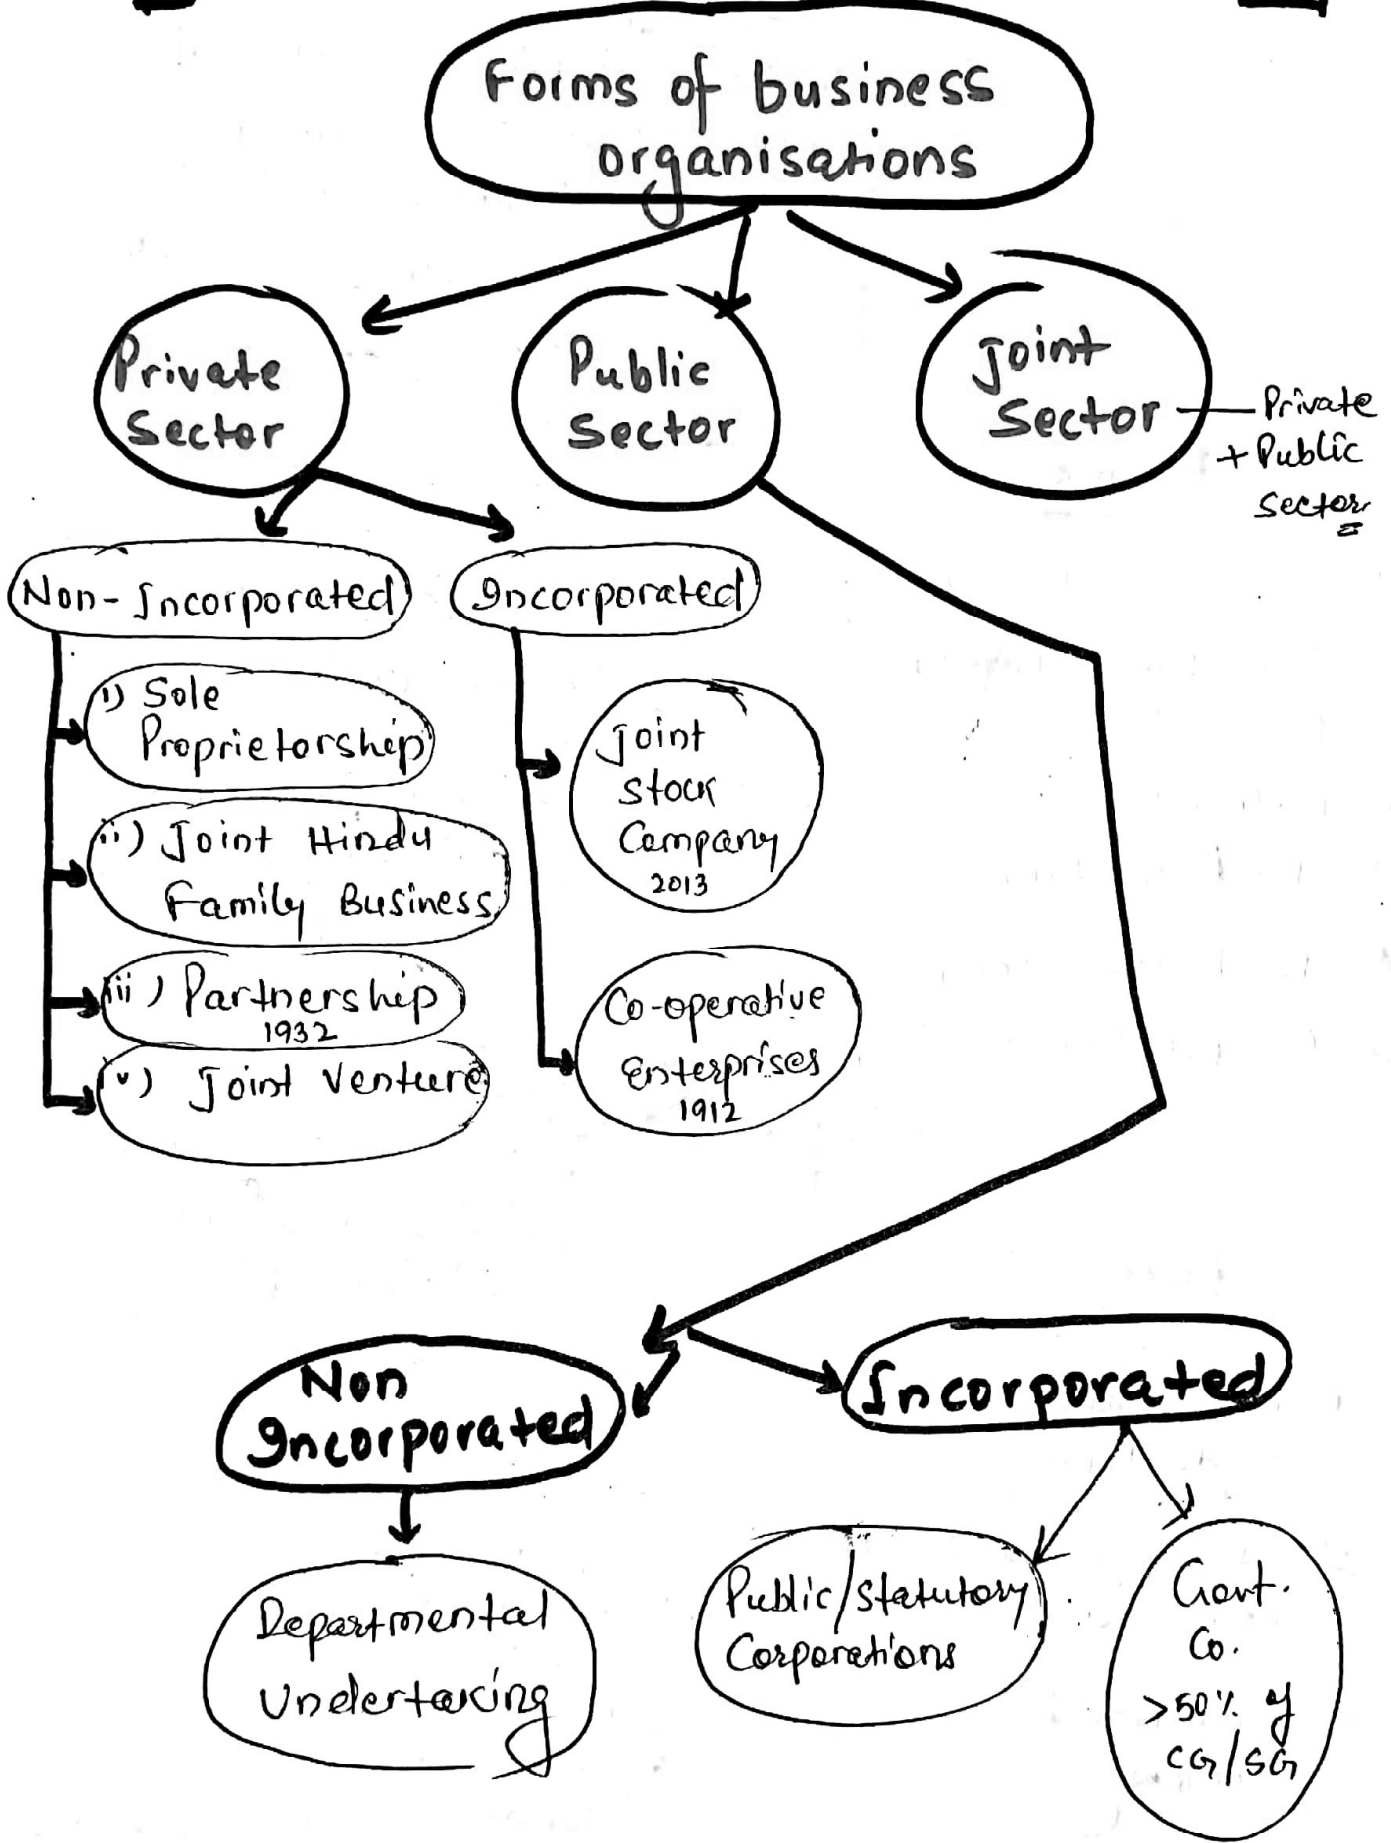 Forms of business
organisations
Private
Sector
Public
Sector
Joint
Sector
Private
+ Public
Sector
Non-Incorporated
Incorporated
i) Sole
Proprietorship
ii) Joint Hindu
Family Business
iii) Partnership
1932
v) Joint Venture
Joint
Stock
Company
2013
Co-operative
Enterprises
1912
Non
Incorporated
Incorporated
Departmental
Undertaking
Public/Statutory
Corporations
Govt.
Co.
>50% of
CG/SG